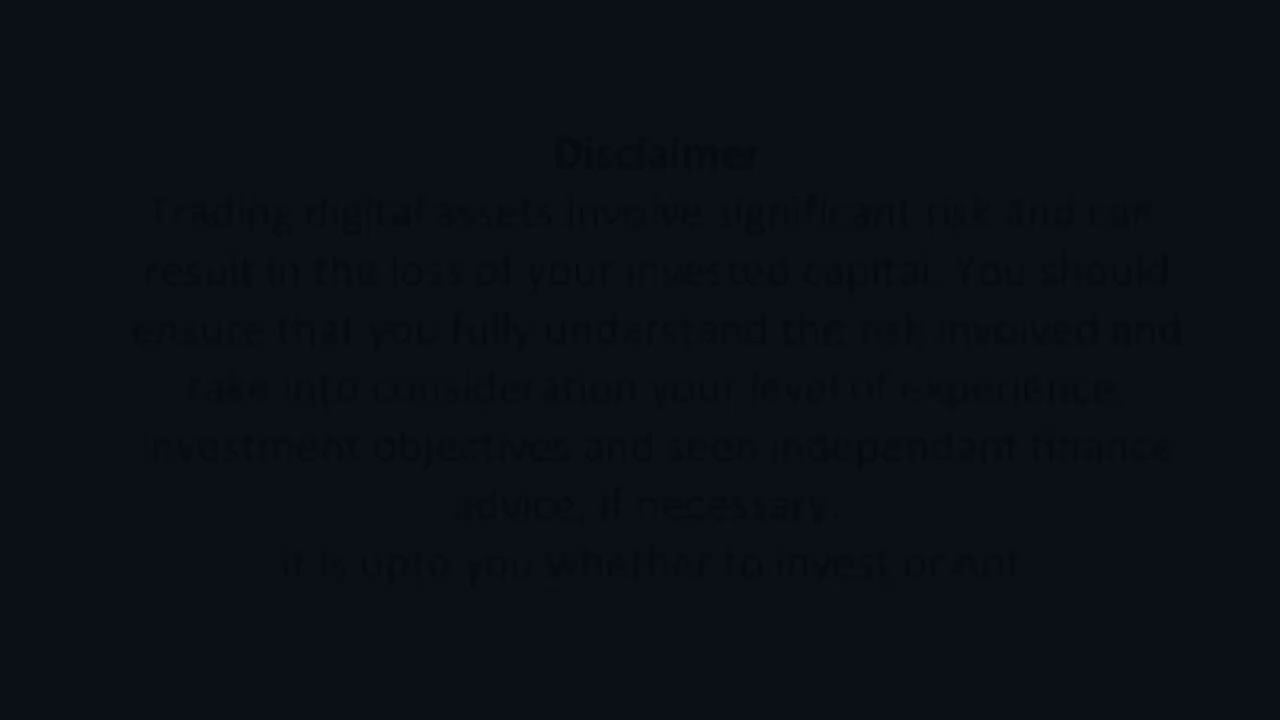 Disclaimer
Trading digital assets involve significant risk and can
result in the loss of your invested capital. You should
ensure that you fully understand the risk involved and
take into consideration your level of experience,
investment objectives and seen independant finance
advice, if necessary.
it is upto you whether to invest or not